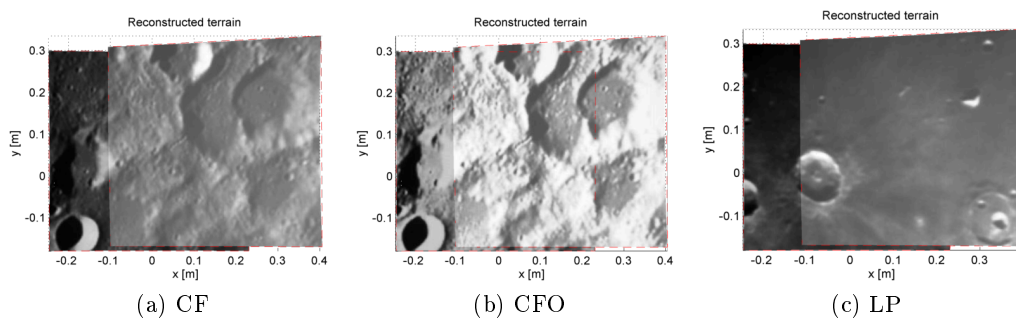 Reconstructed terrain
0.3
0.2
0.1
0
-0.1
y [m]
-0.2 -0.1 0 0.1 0.2 0.3 0.4
x [m]
(a) CF
Reconstructed terrain
0.3
0.2
0.1
0
-0.1
y [m]
-0.2 -0.1 0 0.1 0.2 0.3 0.4
x [m]
(b) CFO
Reconstructed terrain
0.3
0.2
0.1
0
-0.1
y [m]
-0.2 -0.1 0 0.1 0.2 0.3
x [m]
(c) LP